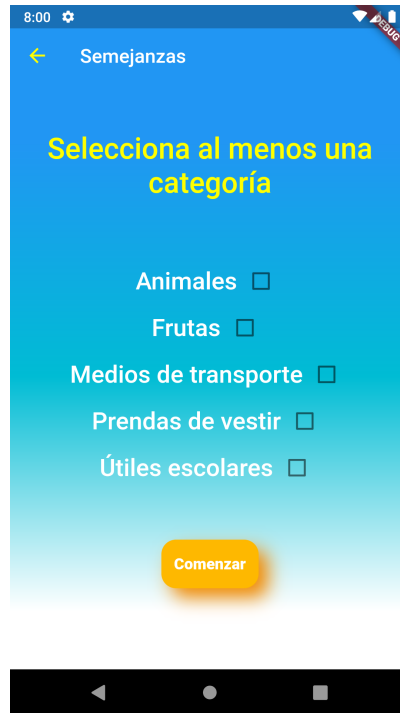 8:00
DEBUG
Semejanzas
Selecciona al menos una
categoría
Animales
Frutas
Medios de transporte
Prendas de vestir
Útiles escolares
Comenzar